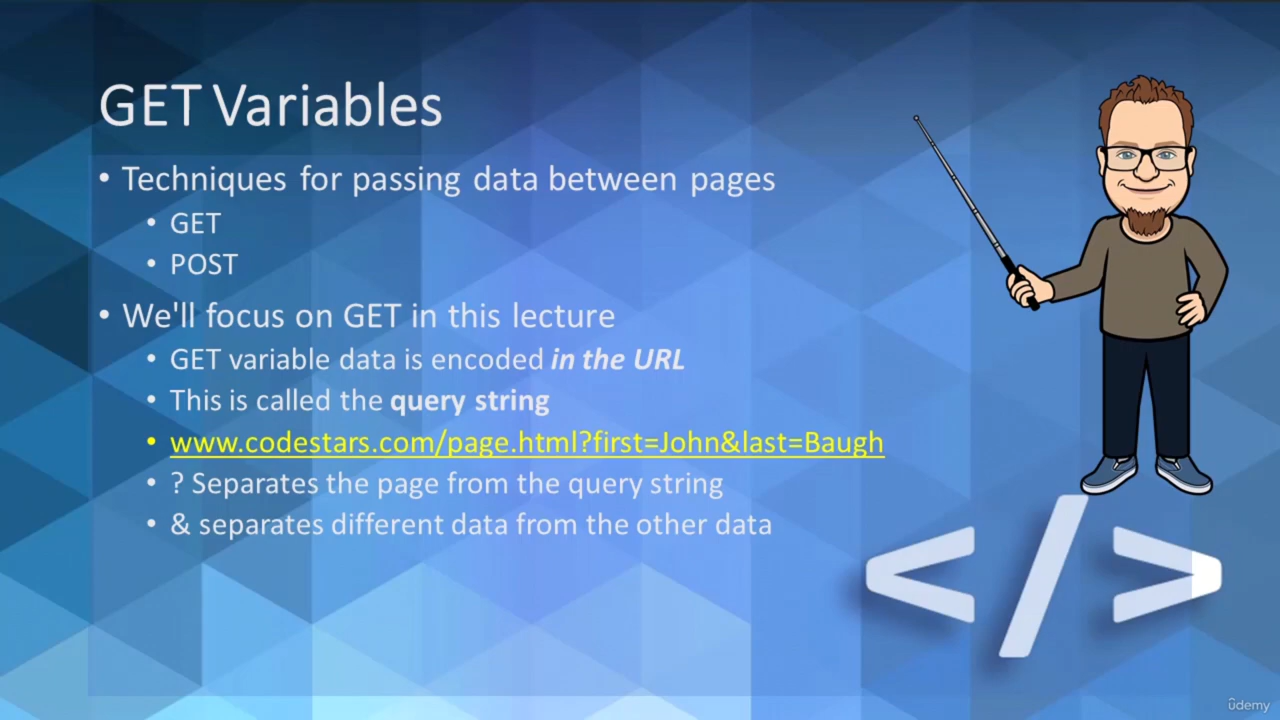 GET Variables
• Techniques for passing data between pages
• GET
• POST
• We'll focus on GET in this lecture
• GET variable data is encoded in the URL
• This is called the query string
• www.codestars.com/page.html?first=John&last=Baugh
• ? Separates the page from the query string
• & separates different data from the other data
</>
ûdemy